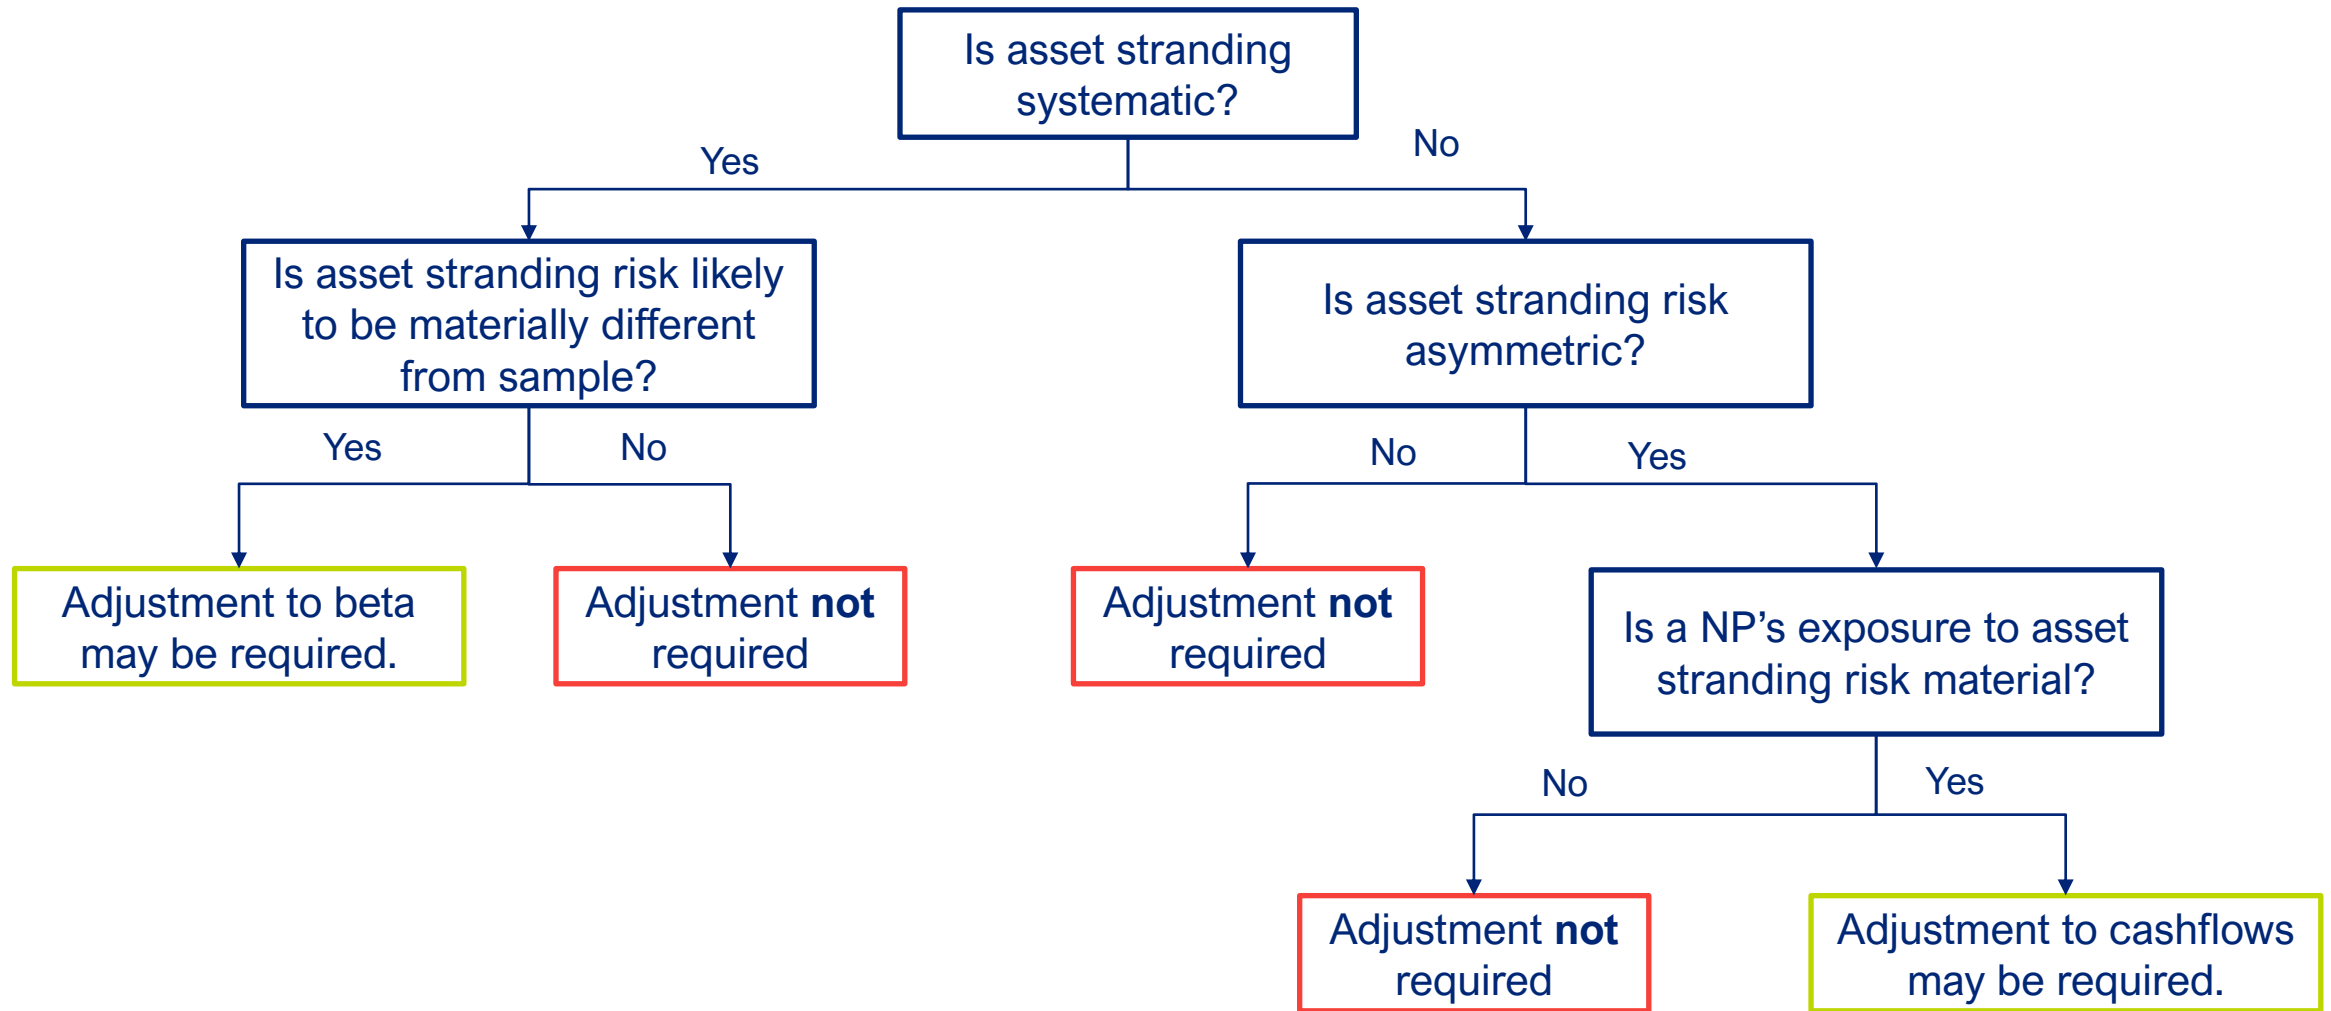 Is asset stranding
systematic?
Yes
No
Is asset stranding risk likely
to be materially different
from sample?
Is asset stranding risk
asymmetric?
Yes
No
No
Yes
Adjustment to beta
may be required.
Adjustment not
required
Adjustment not
required
Is a NP’s exposure to asset
stranding risk material?
No
Yes
Adjustment not
required
Adjustment to cashflows
may be required.